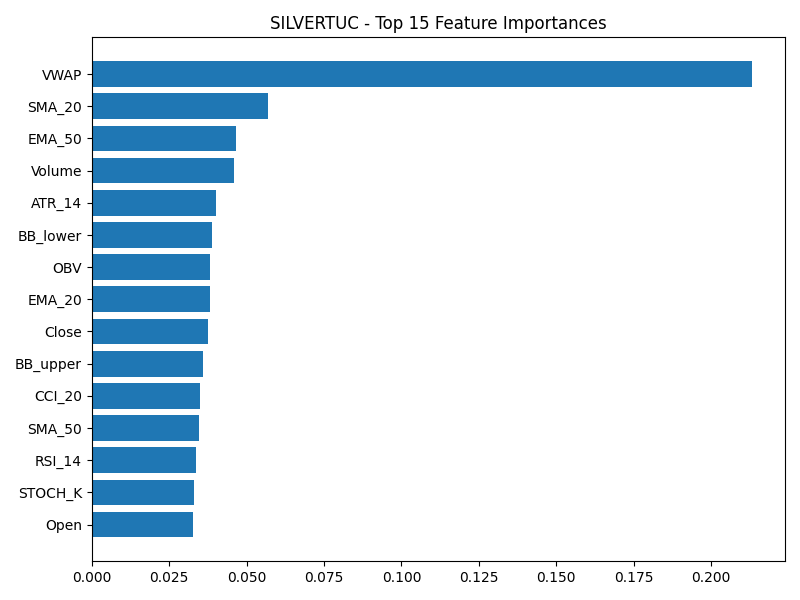 SILVERTUC - Top 15 Feature Importances
VWAP
SMA_20
EMA_50
Volume
ATR_14
BB_lower
OBV
EMA_20
Close
BB_upper
CCI_20
SMA_50
RSI_14
STOCH_K
Open
0.000 0.025 0.050 0.075 0.100 0.125 0.150 0.175 0.200